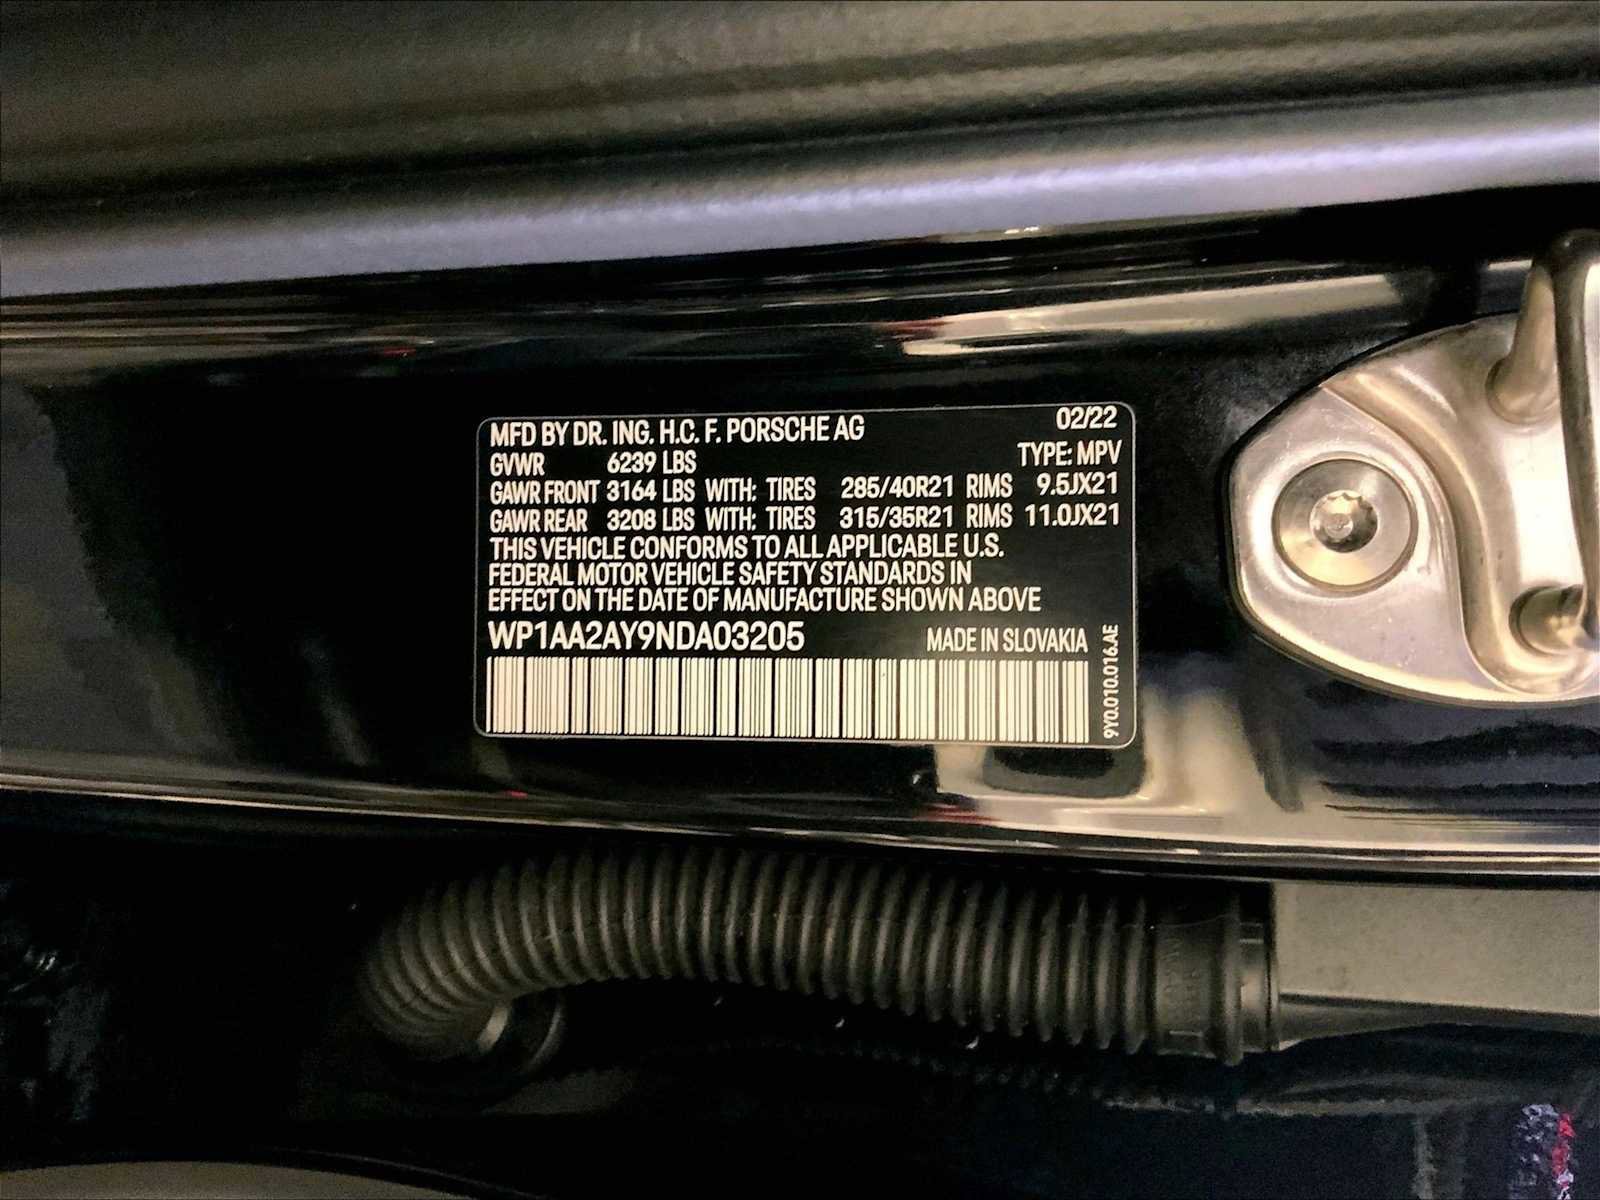 MFD BY DR. ING. H.C. F. PORSCHE AG 02/22
GVWR 6239 LBS TYPE: MPV
GAWR FRONT 3164 LBS WITH: TIRES 285/40R21 RIMS 9.5JX21
GAWR REAR 3208 LBS WITH: TIRES 315/35R21 RIMS 11.0JX21
THIS VEHICLE CONFORMS TO ALL APPLICABLE U.S.
FEDERAL MOTOR VEHICLE SAFETY STANDARDS IN
EFFECT ON THE DATE OF MANUFACTURE SHOWN ABOVE
WP1AA2AY9NDA03205 MADE IN SLOVAKIA
9Y0.010.016.AE